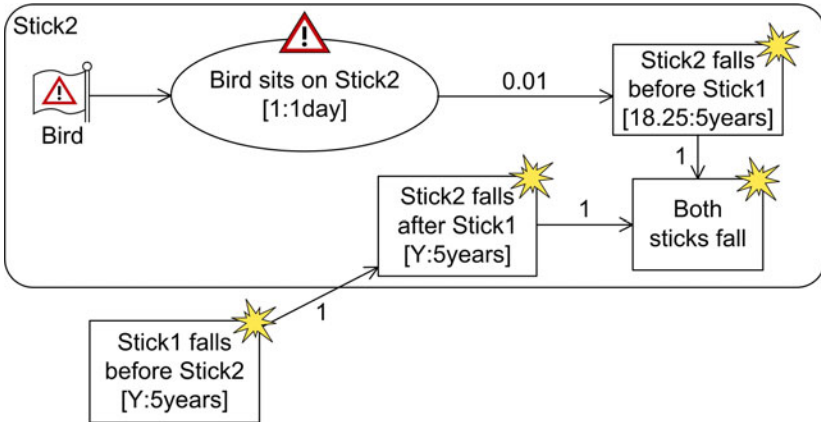 Stick2
Bird
Bird sits on Stick2
[1:1day]
0.01
Stick2 falls
before Stick1
[18.25:5years]
1
Stick2 falls
after Stick1
[Y:5years]
1
Both
sticks fall
1
Stick1 falls
before Stick2
[Y:5years]